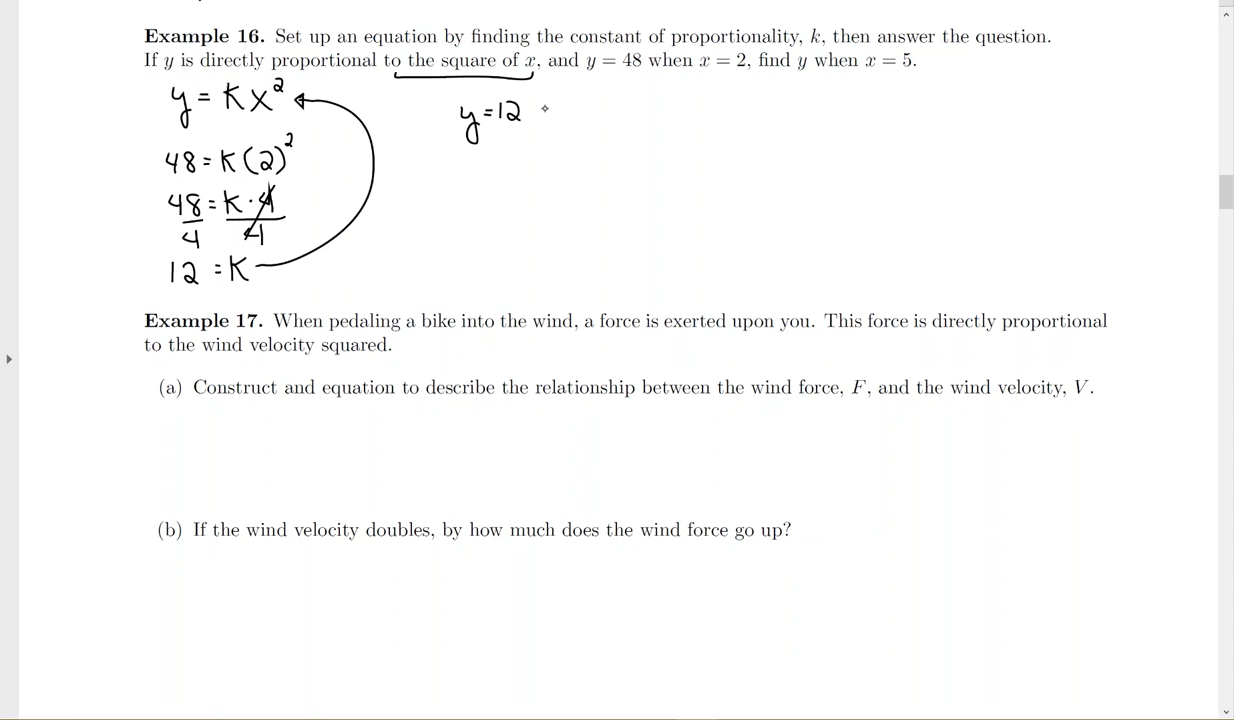 Example 16. Set up an equation by finding the constant of proportionality, k, then answer the question.
If y is directly proportional to the square of x, and y = 48 when x = 2, find y when x = 5.
y = Kx²
y = 12
48 = K(2)²
48/4 = K · 4/4
12 = K
Example 17. When pedaling a bike into the wind, a force is exerted upon you. This force is directly proportional
to the wind velocity squared.
(a) Construct and equation to describe the relationship between the wind force, F, and the wind velocity, V.
(b) If the wind velocity doubles, by how much does the wind force go up?